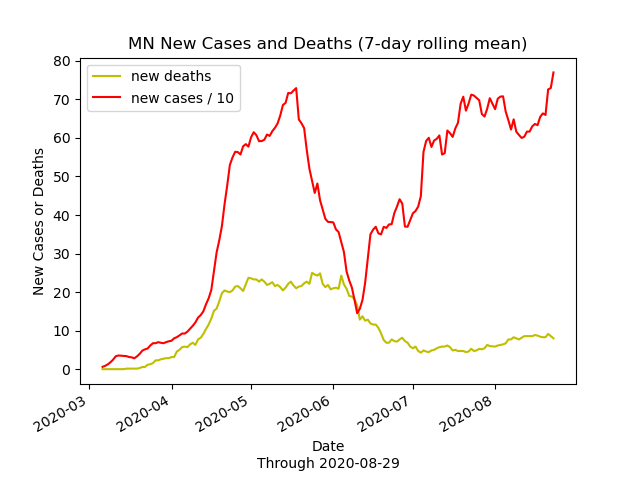 MN New Cases and Deaths (7-day rolling mean)
new deaths
new cases / 10
New Cases or Deaths
80
70
60
50
40
30
20
10
0
2020-03
2020-04
2020-05
2020-06
2020-07
2020-08
Date
Through 2020-08-29